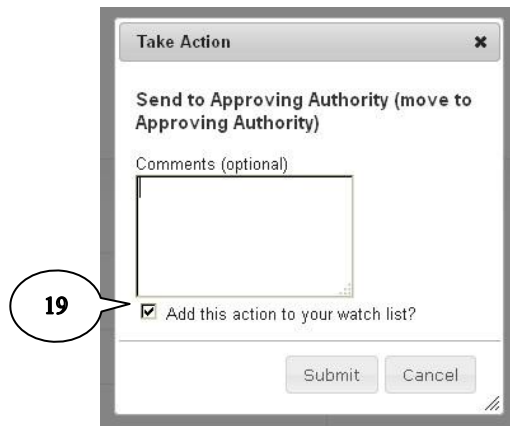 Take Action
Send to Approving Authority (move to
Approving Authority)
Comments (optional)
19
Add this action to your watch list?
Submit Cancel